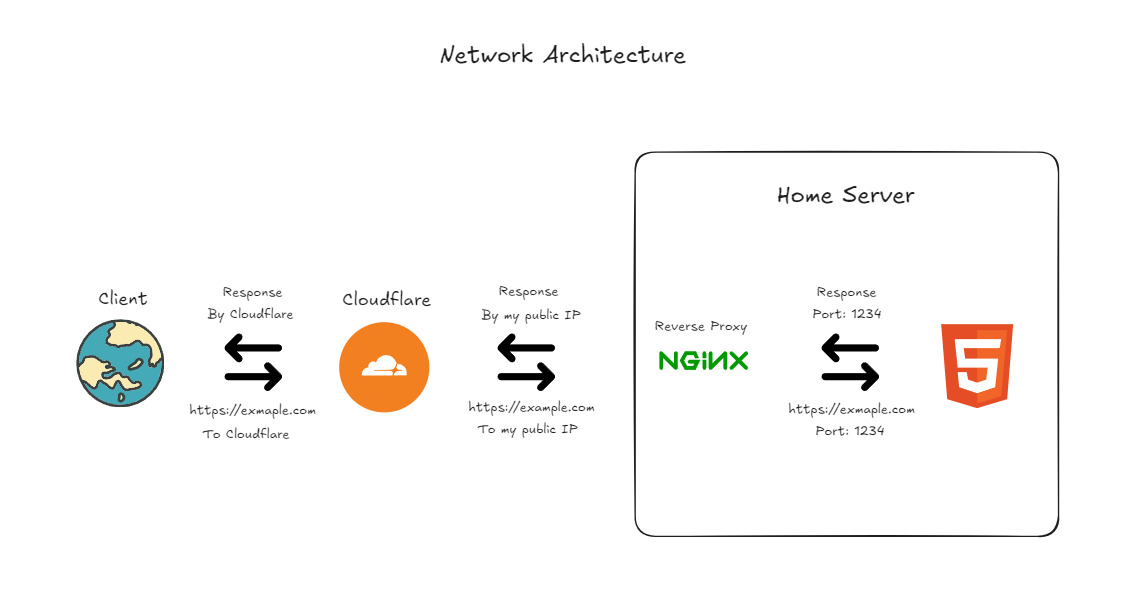 Network Architecture
Home Server
Client
Response
By Cloudflare
https://exmaple.com
To Cloudflare
Cloudflare
Response
By my public IP
https://example.com
To my public IP
Reverse Proxy
NGINX
Response
Port: 1234
https://exmaple.com
Port: 1234
5